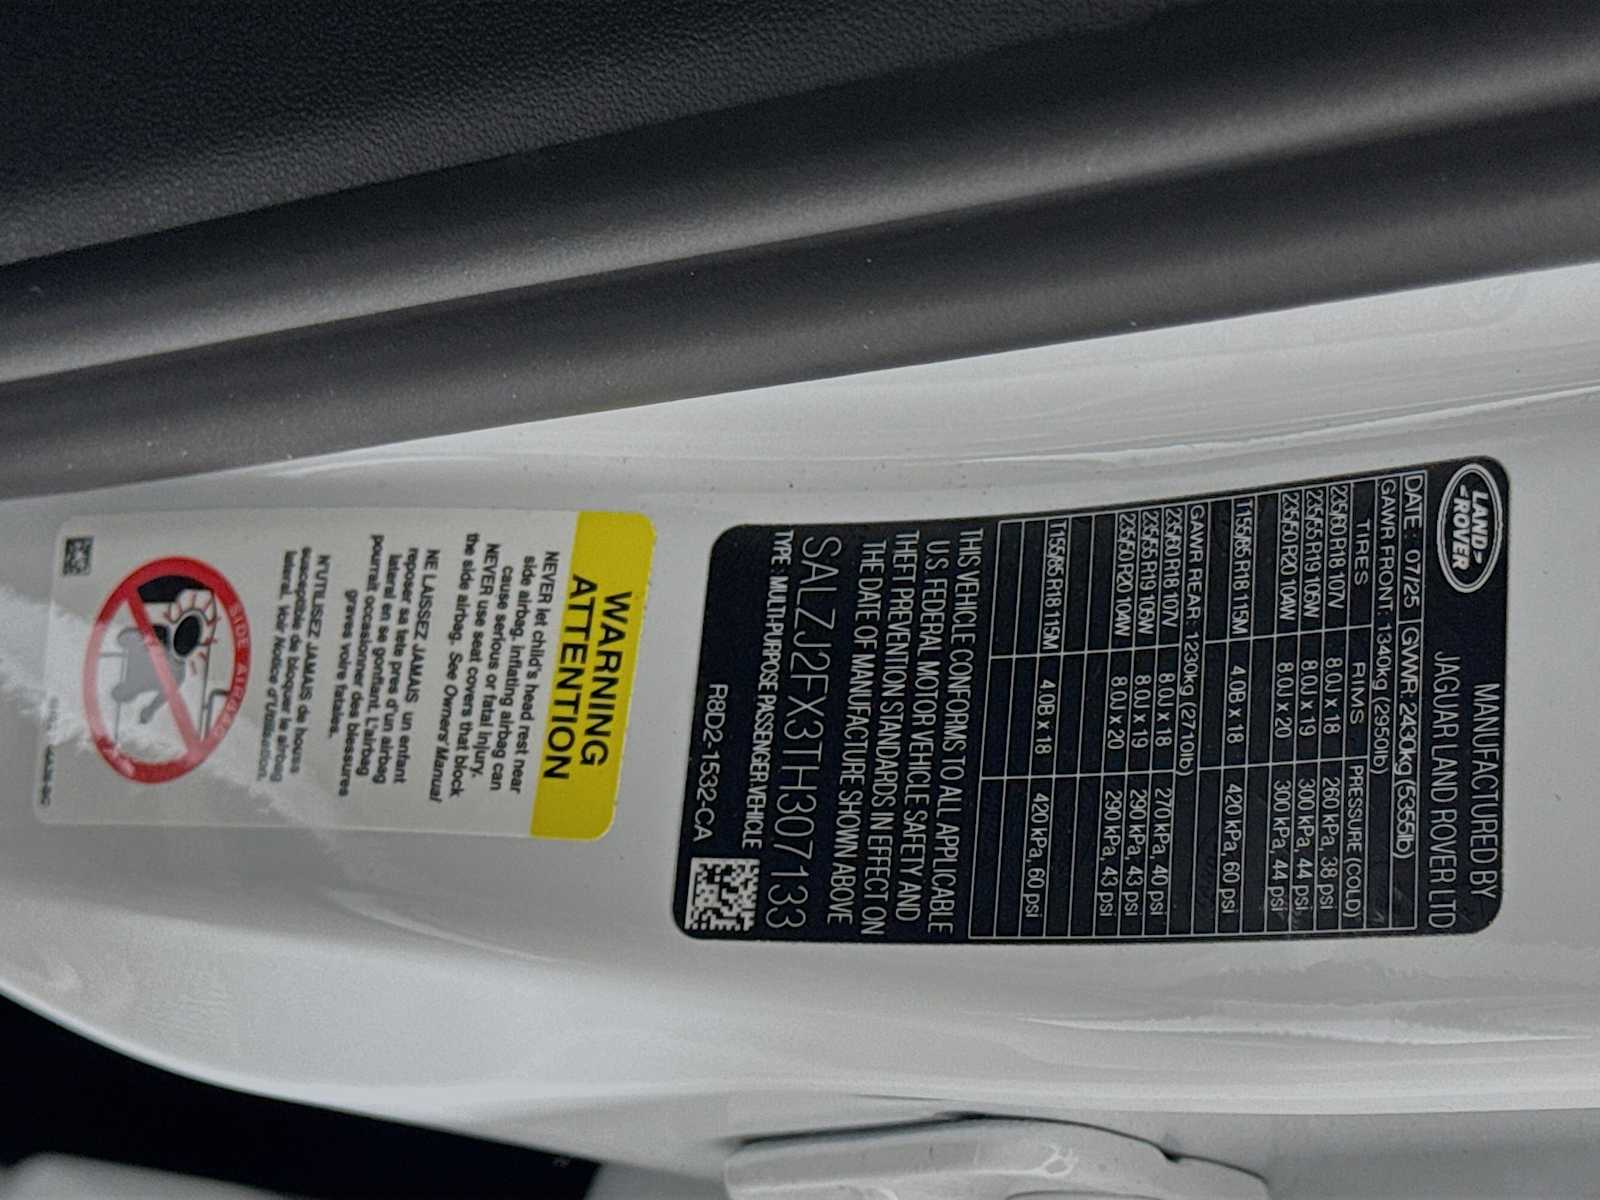 LAND-
-ROVER
MANUFACTURED BY
JAGUAR LAND ROVER LTD
DATE : 07/25 GWWR: 2430kg (5355lb)
GAWR FRONT: 1340kg (2950lb)
TIRES RIMS PRESSURE (COLD)
235/60 R18 107V 8.0J x 18 260 kPa, 38 psi
235/55 R19 105W 8.0J x 19 300 kPa, 44 psi
235/50 R20 104W 8.0J x 20 300 kPa, 44 psi
T155/85 R18 115M 4.0B x 18 420 kPa, 60 psi
GAWR REAR: 1230kg (2710lb)
235/60 R18 107V 8.0J x 18 270 kPa, 40 psi
235/55 R19 105W 8.0J x 19 290 kPa, 43 psi
235/50 R20 104W 8.0J x 20 290 kPa, 43 psi
T155/85 R18 115M 4.0B x 18 420 kPa, 60 psi
THIS VEHICLE CONFORMS TO ALL APPLICABLE
U.S. FEDERAL MOTOR VEHICLE SAFETY AND
THEFT PREVENTION STANDARDS IN EFFECT ON
THE DATE OF MANUFACTURE SHOWN ABOVE
SALZJ2FX3TH307133
TYPE : MULTI-PURPOSE PASSENGER VEHICLE
R8D2-1532-CA
WARNING
ATTENTION
NEVER let child's head rest near
side airbag, inflating airbag can
cause serious or fatal injury.
NEVER use seat covers that block
the side airbag. See Owners Manual
NE LAISSEZ JAMAIS un enfant
reposer sa tete pres d'un airbag
lateral en se gonflant. L'airbag
pourrait occasionner des blessures
graves voire fatales.
N'UTILISEZ JAMAIS de house
susceptible de bloquer le airbag
lateral. Voir Notice d'Utilisation.
SIDE AIRBAG